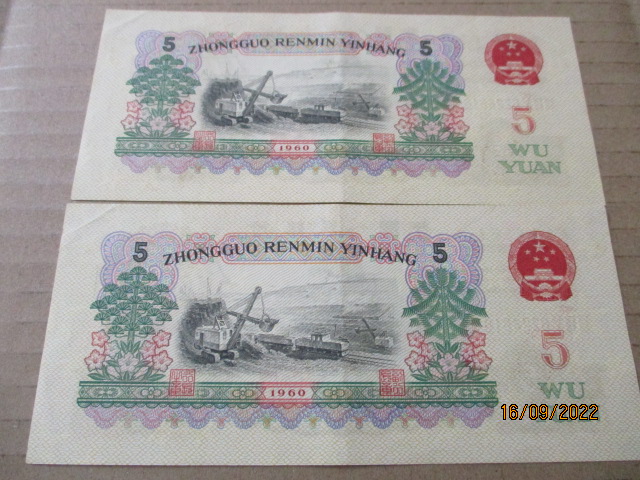 5 ZHONGGUO RENMIN YINHANG 5
5
WU
YUAN
1960
5 ZHONGGUO RENMIN YINHANG 5
5
WU
1960
16/09/2022